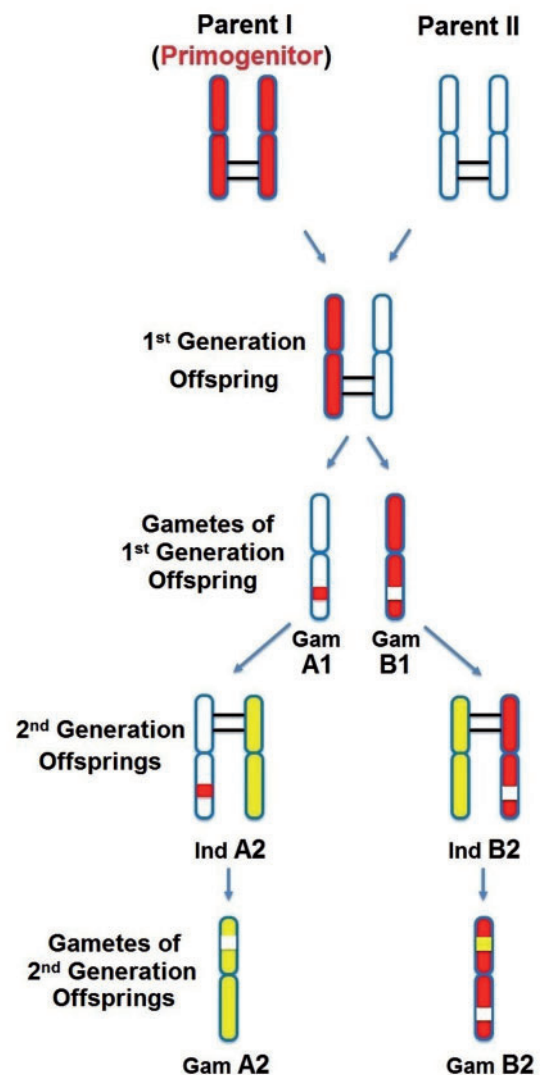 Parent I
(Primogenitor)
Parent II
1st Generation
Offspring
Gametes of
1st Generation
Offspring
Gam
A1
Gam
B1
2nd Generation
Offsprings
Ind A2
Ind B2
Gametes of
2nd Generation
Offsprings
Gam A2
Gam B2